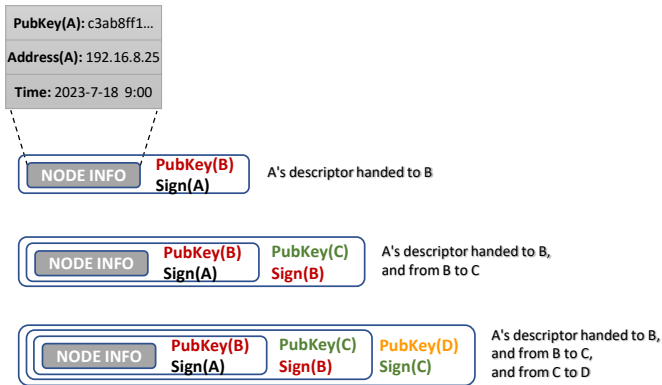 PubKey(A): c3ab8ff1...
Address(A): 192.16.8.25
Time: 2023-7-18 9:00
NODE INFO
PubKey(B)
Sign(A)
A's descriptor handed to B
NODE INFO
PubKey(B)
Sign(A)
PubKey(C)
Sign(B)
A's descriptor handed to B,
and from B to C
NODE INFO
PubKey(B)
Sign(A)
PubKey(C)
Sign(B)
PubKey(D)
Sign(C)
A's descriptor handed to B,
and from B to C,
and from C to D